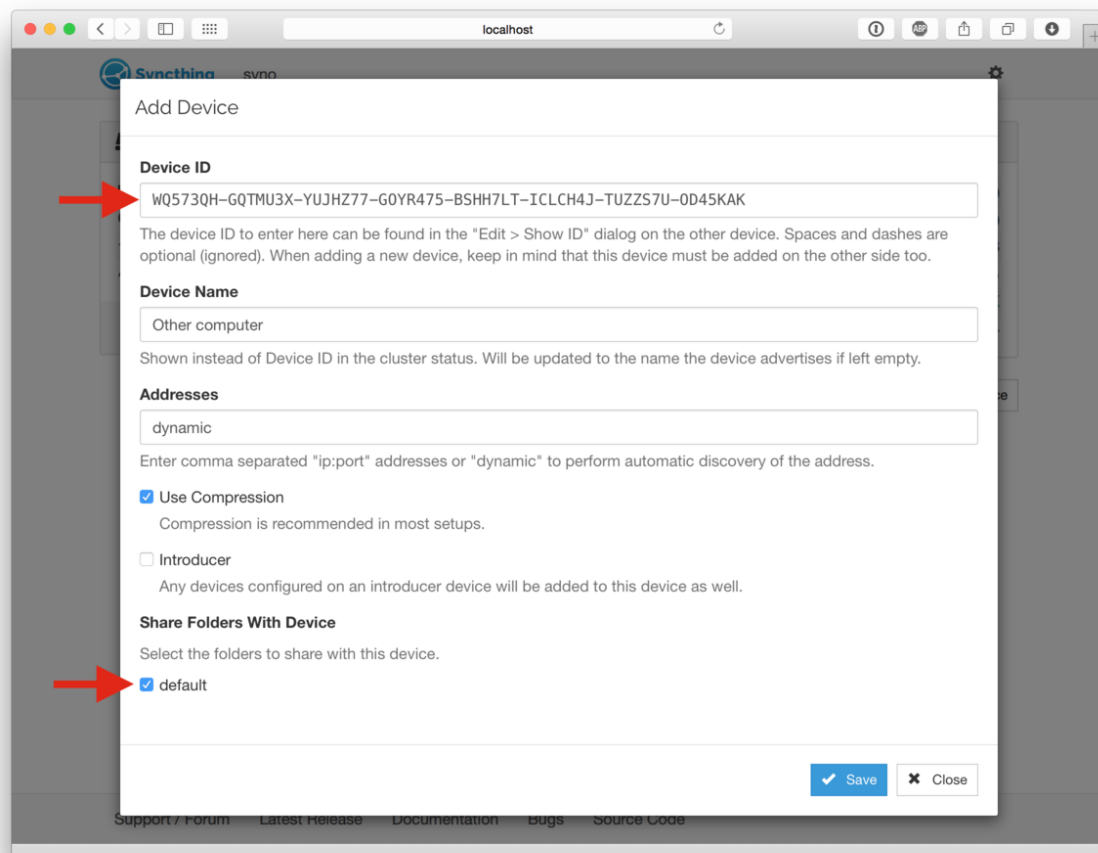 localhost
ABP
Syncthing syno
Add Device
Device ID
WQ573QH-GQTMU3X-YUJHZ77-GOYR475-BSHH7LT-ICLCH4J-TUZZS7U-OD45KAK
The device ID to enter here can be found in the "Edit > Show ID" dialog on the other device. Spaces and dashes are
optional (ignored). When adding a new device, keep in mind that this device must be added on the other side too.
Device Name
Other computer
Shown instead of Device ID in the cluster status. Will be updated to the name the device advertises if left empty.
Addresses
dynamic
Enter comma separated "ip:port" addresses or "dynamic" to perform automatic discovery of the address.
Use Compression
Compression is recommended in most setups.
Introducer
Any devices configured on an introducer device will be added to this device as well.
Share Folders With Device
Select the folders to share with this device.
default
Save Close
Support / Forum Latest Release Documentation Bugs Source Code